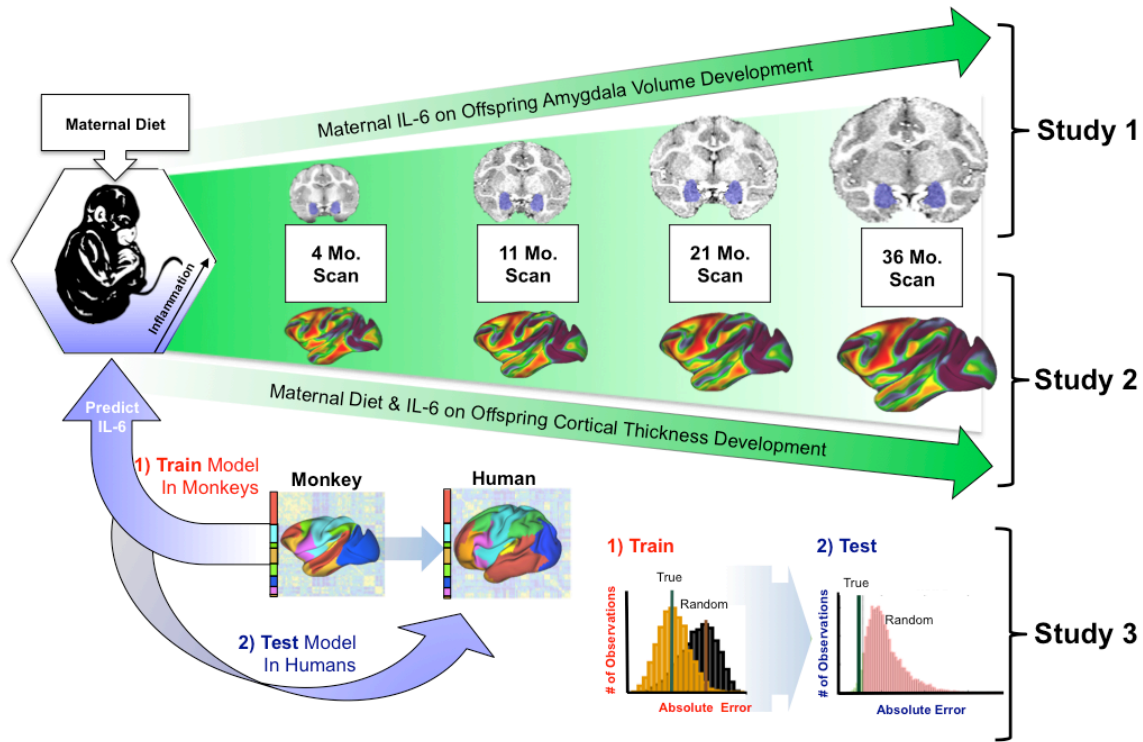 Maternal IL-6 on Offspring Amygdala Volume Development
Study 1
Maternal Diet
Inflammation
4 Mo.
Scan
11 Mo.
Scan
21 Mo.
Scan
36 Mo.
Scan
Maternal Diet & IL-6 on Offspring Cortical Thickness Development
Study 2
Predict
IL-6
1) Train Model
In Monkeys
Monkey
Human
2) Test Model
In Humans
1) Train
True
Random
# of Observations
Absolute Error
2) Test
True
Random
# of Observations
Absolute Error
Study 3